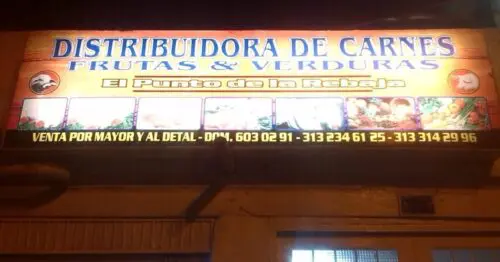 DISTRIBUIDORA DE CARNES
FRUTAS & VERDURAS
El Punto de la Rebaja
VENTA POR MAYOR Y AL DETAL - DOM. 603 02 91 - 313 234 61 25 - 313 314 29 96